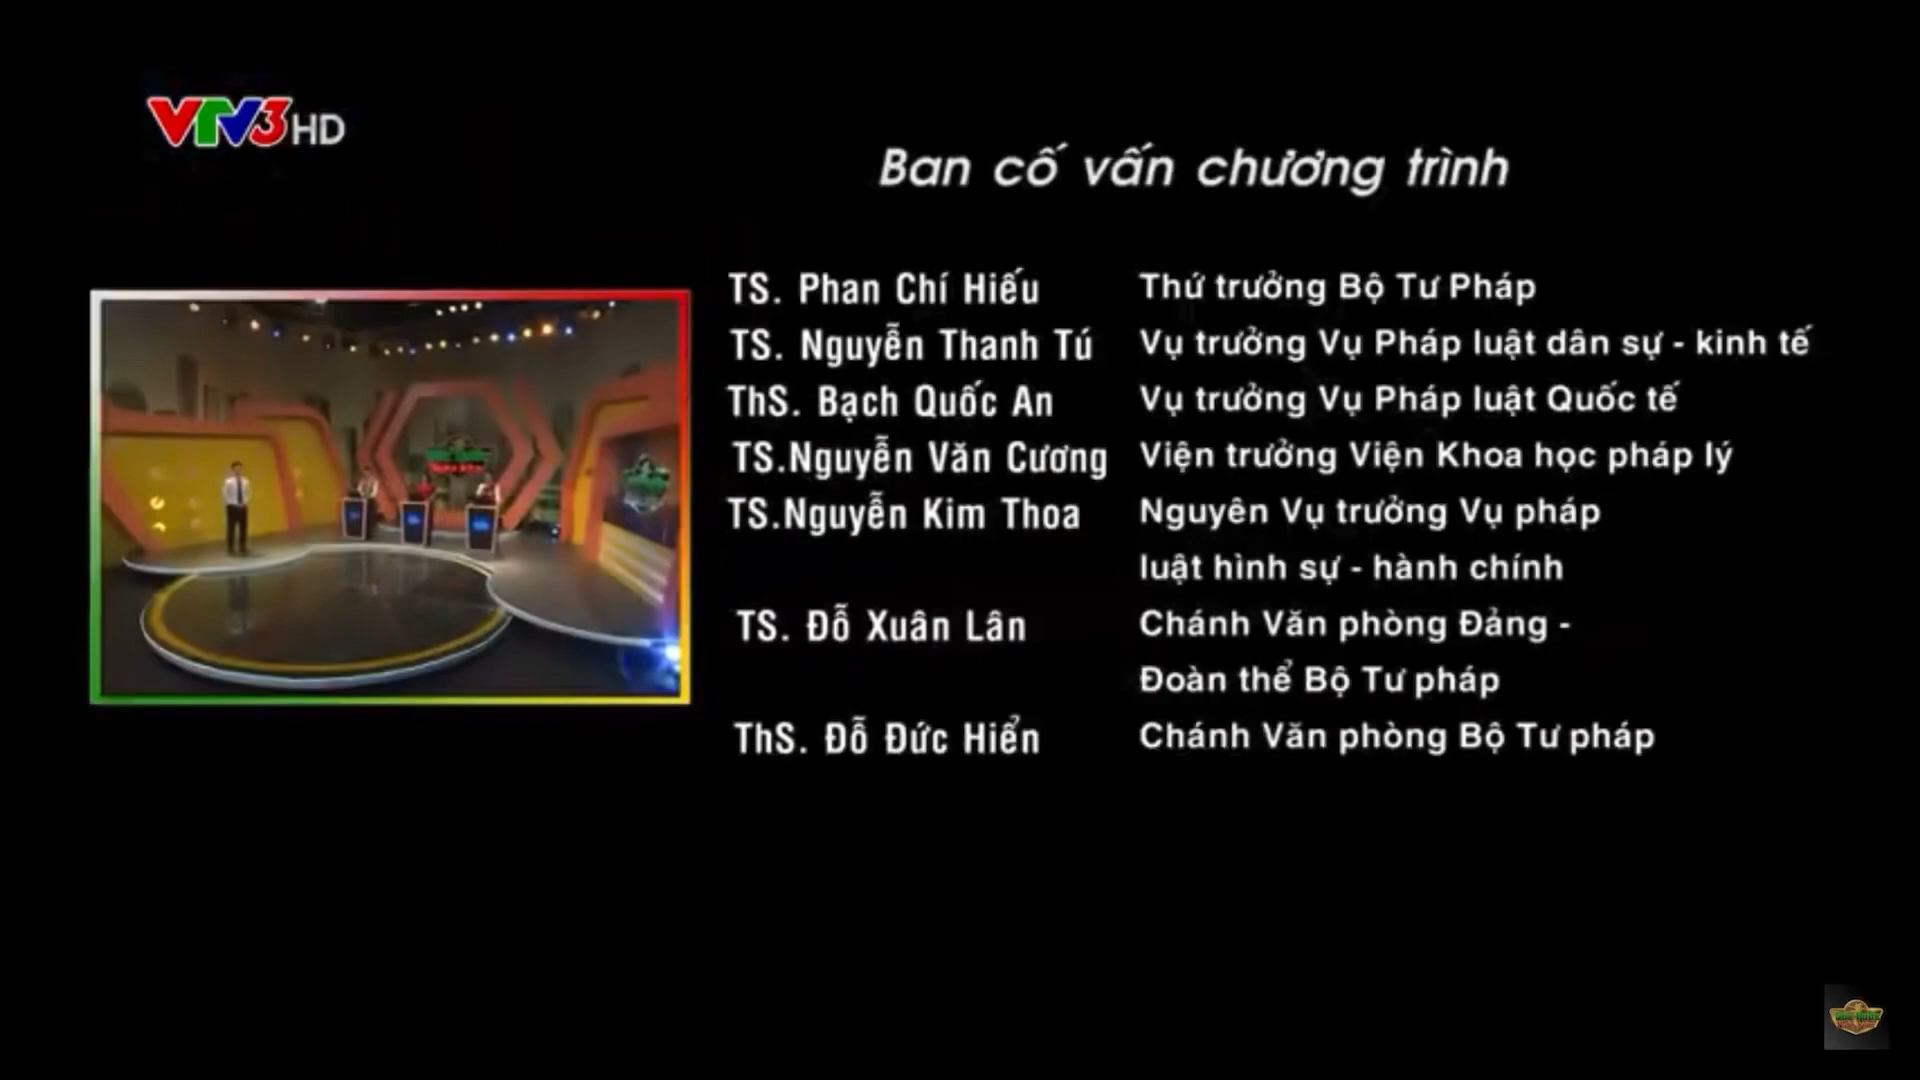 VTV3 HD
Ban cố vấn chương trình
TS. Phan Chí Hiếu Thứ trưởng Bộ Tư Pháp
TS. Nguyễn Thanh Tú Vụ trưởng Vụ Pháp luật dân sự - kinh tế
ThS. Bạch Quốc An Vụ trưởng Vụ Pháp luật Quốc tế
TS.Nguyễn Văn Cương Viện trưởng Viện Khoa học pháp lý
TS.Nguyễn Kim Thoa Nguyên Vụ trưởng Vụ pháp
luật hình sự - hành chính
TS. Đỗ Xuân Lân Chánh Văn phòng Đảng -
Đoàn thể Bộ Tư pháp
ThS. Đỗ Đức Hiển Chánh Văn phòng Bộ Tư pháp